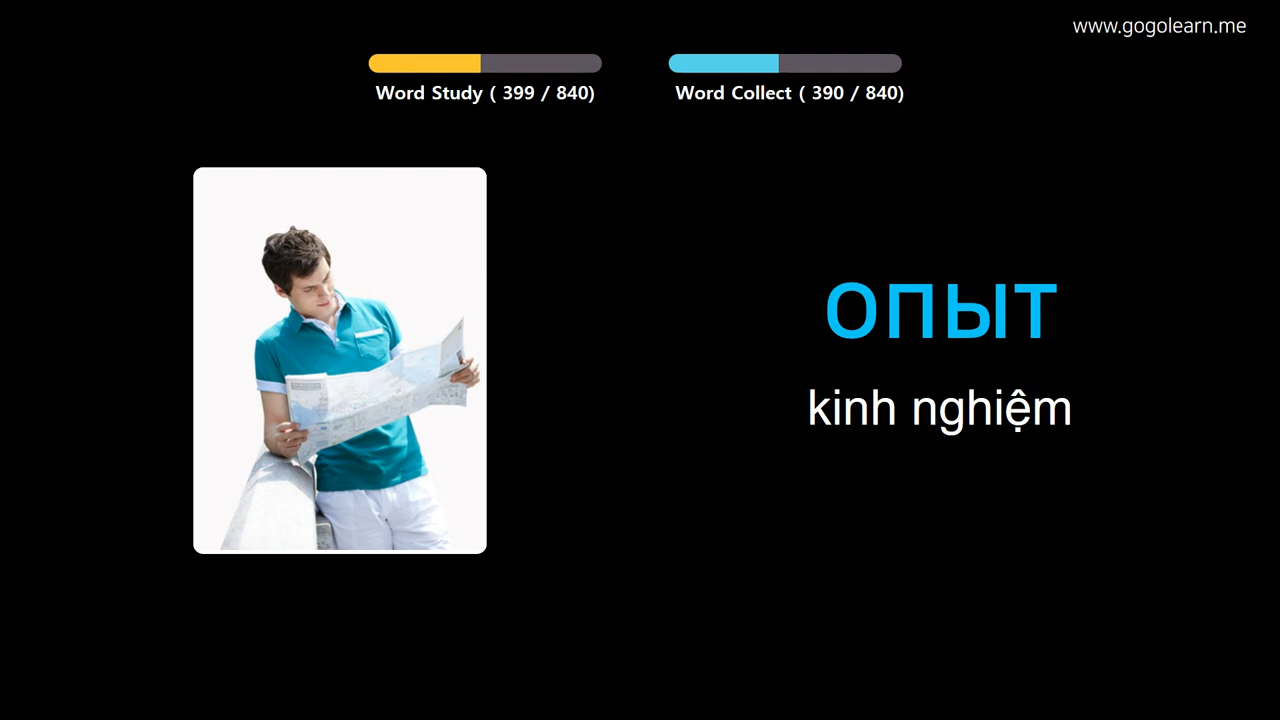 www.gogolearn.me
Word Study ( 399 / 840)
Word Collect ( 390 / 840)
опыт
kinh nghiệm